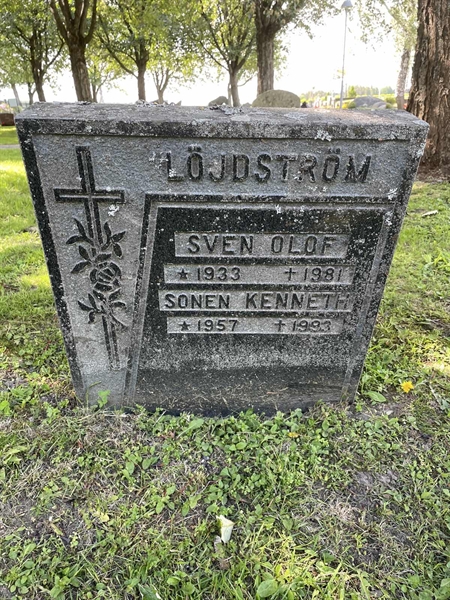 LÖJDSTRÖM
SVEN OLOF
★ 1933 ✝ 1981
SONEN KENNETH
★ 1957 ✝ 1993